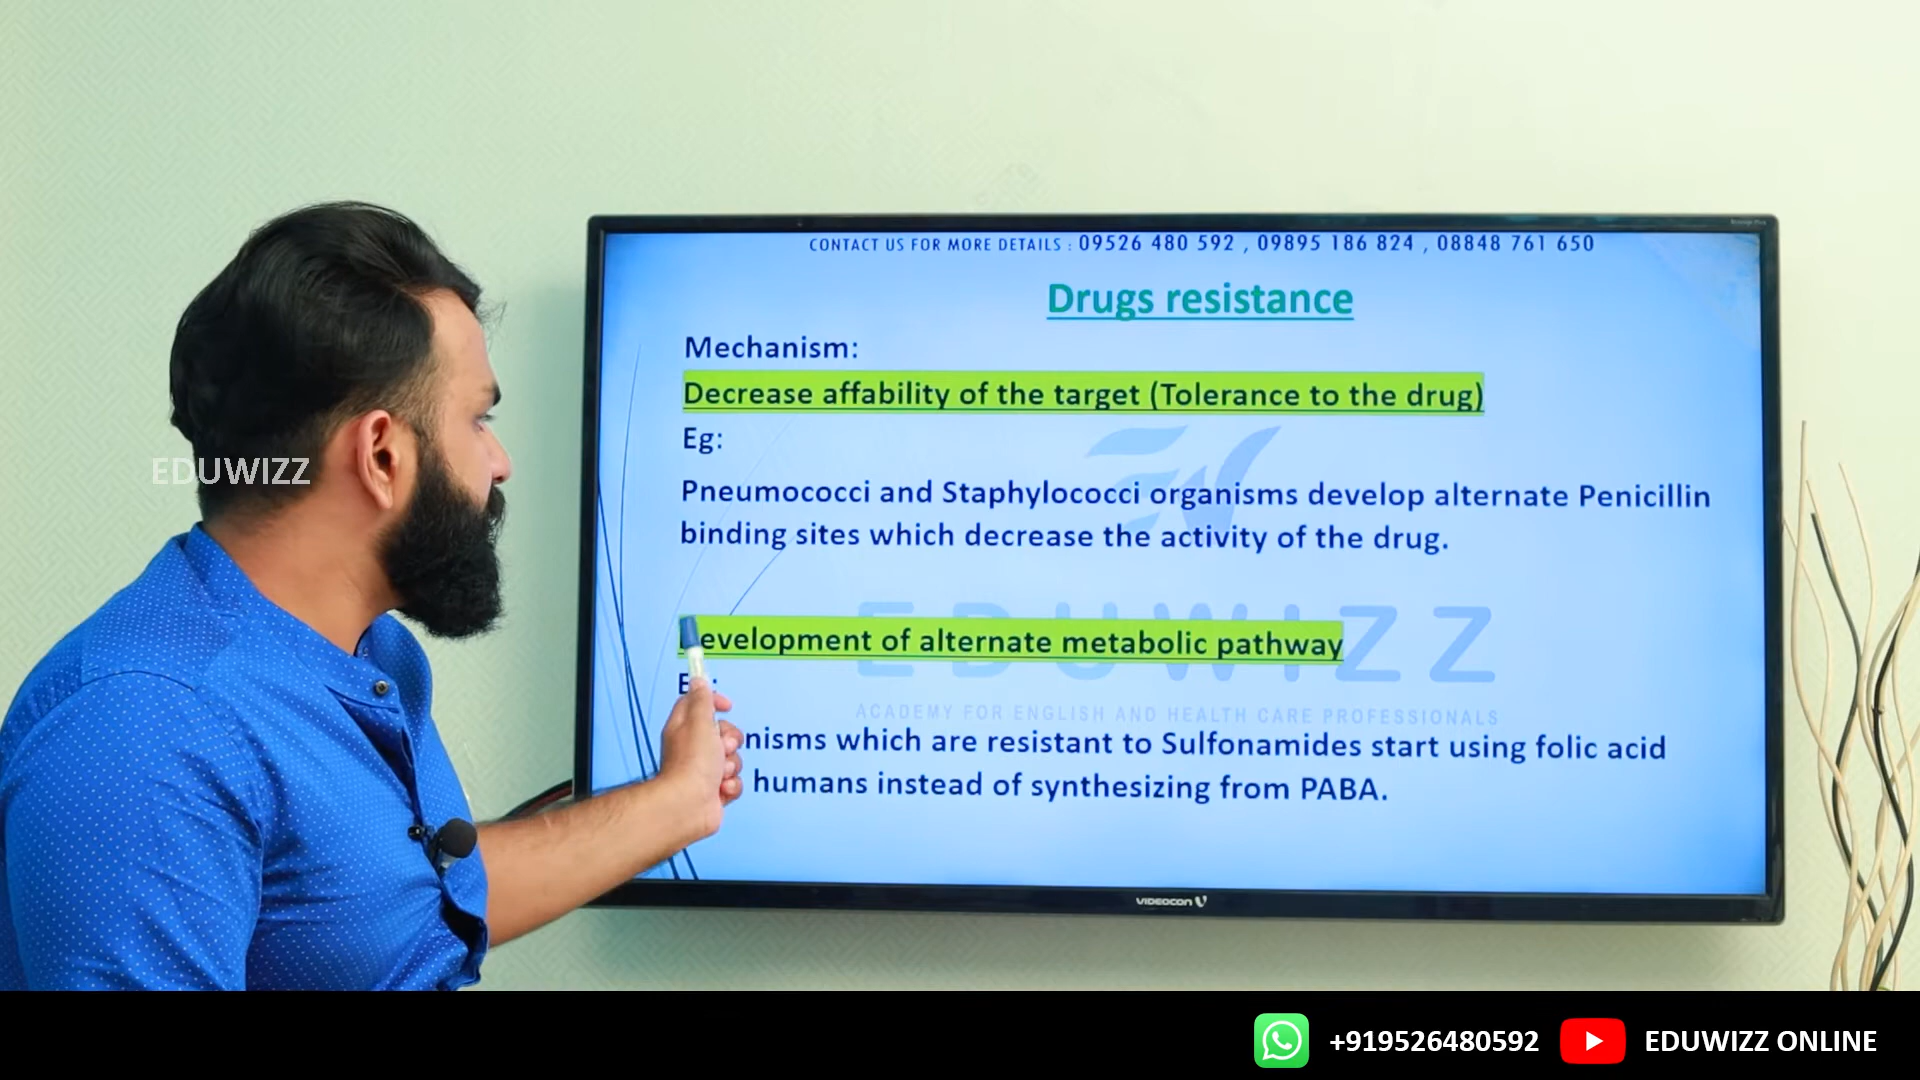 CONTACT US FOR MORE DETAILS : 09526 480 592 , 09895 186 824 , 08848 761 650
Drugs resistance
Mechanism:
Decrease affability of the target (Tolerance to the drug)
Eg:
Pneumococci and Staphylococci organisms develop alternate Penicillin
binding sites which decrease the activity of the drug.
EDUWIZZ
evelopment of alternate metabolic pathway
EDUWIZZ
ACADEMY FOR ENGLISH AND HEALTH CARE PROFESSIONALS
nisms which are resistant to Sulfonamides start using folic acid
humans instead of synthesizing from PABA.
VIDEOCON
+919526480592 EDUWIZZ ONLINE